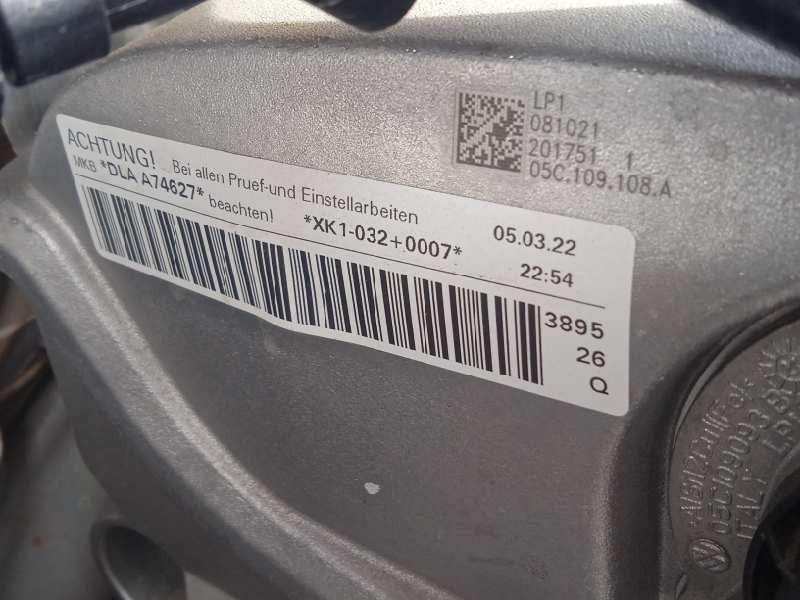 LP1
081021
201751 1
05C.109.108.A
ACHTUNG! Bei allen Pruef-und Einstellarbeiten
MKB *DLA A74627* beachten! *XK1-032+0007*
05.03.22
22:54
3895
26
Q
ITALY